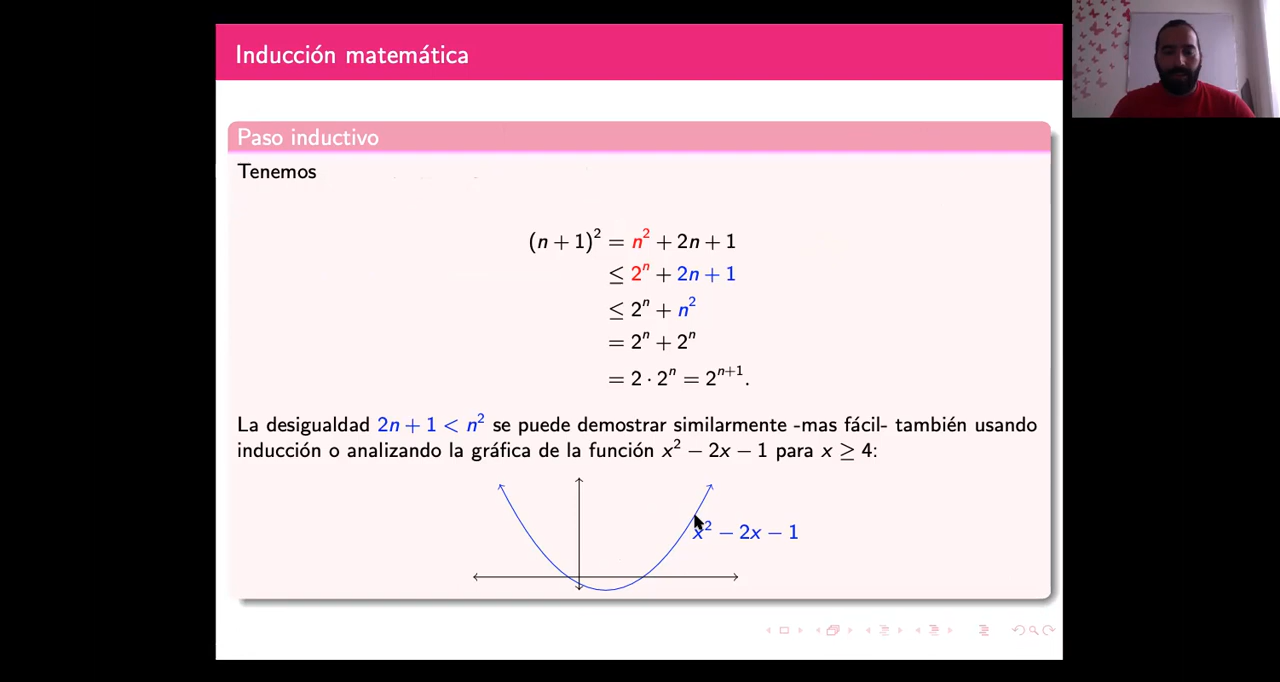 Inducción matemática
Paso inductivo
Tenemos
(n + 1)² = n² + 2n + 1
≤ 2ⁿ + 2n + 1
≤ 2ⁿ + n²
= 2ⁿ + 2ⁿ
= 2 · 2ⁿ = 2ⁿ⁺¹.
La desigualdad 2n + 1 < n² se puede demostrar similarmente -mas fácil- también usando
inducción o analizando la gráfica de la función x² − 2x − 1 para x ≥ 4:
x² − 2x − 1